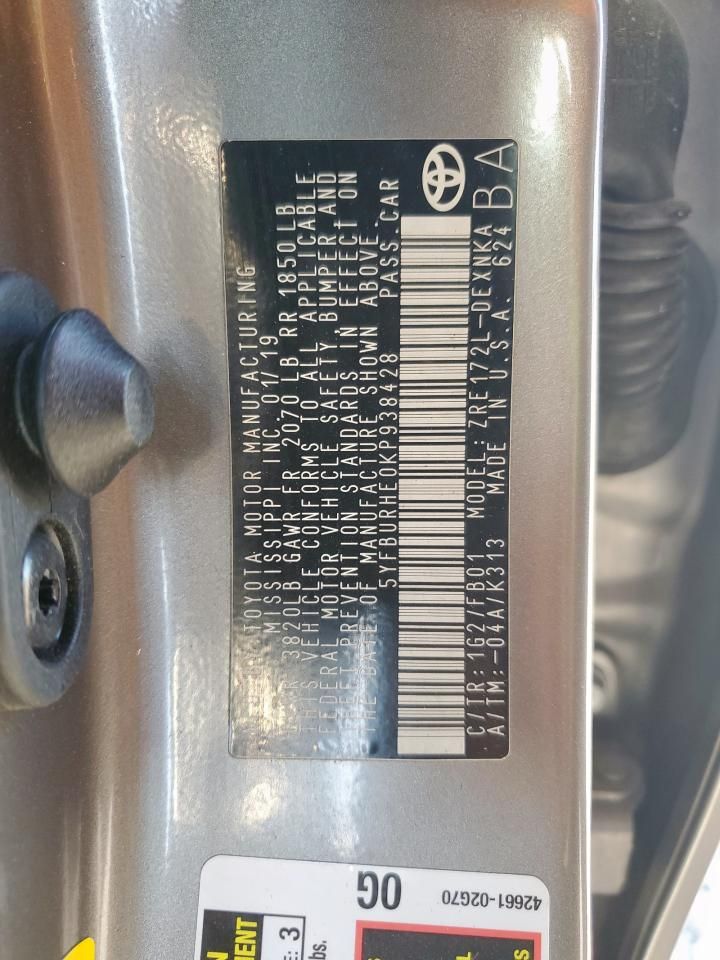 TOYOTA MOTOR MANUFACTURING
MISSISSIPPI INC. 01/19
3820LB GAWR FR 2070 LB RR 1850LB
THIS VEHICLE CONFORMS TO ALL APPLICABLE
FEDERAL MOTOR VEHICLE SAFETY, BUMPER AND
THEFT PREVENTION STANDARDS IN EFFECT ON
THE DATE OF MANUFACTURE SHOWN ABOVE.
5YFBURHE0KP938428 PASS.CAR
C/TR: 1G2/FB01 MODEL: ZRE172L-DEXNKA
A/TM:-04A/K313 MADE IN U.S.A. 624
BA
0G
42661-02G70
3
lbs.